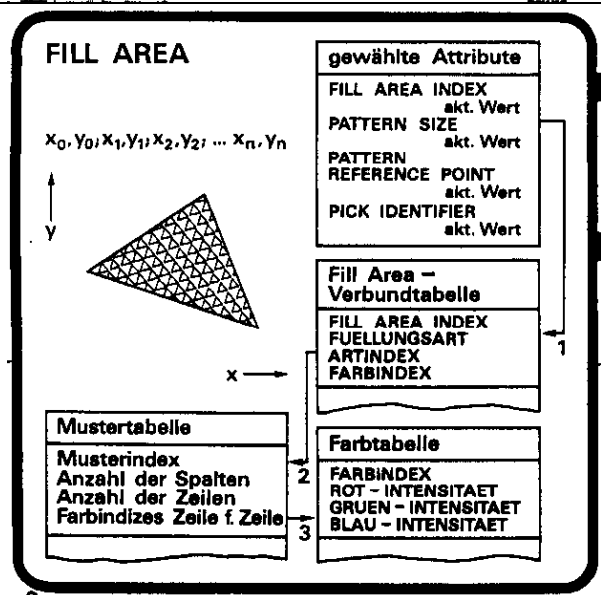 FILL AREA
x0, y0; x1, y1; x2, y2; ... xn, yn
y
x
gewählte Attribute
FILL AREA INDEX
akt. Wert
PATTERN SIZE
akt. Wert
PATTERN
REFERENCE POINT
akt. Wert
PICK IDENTIFIER
akt. Wert
Fill Area –
Verbundtabelle
FILL AREA INDEX
FUELLUNGSART
ARTINDEX
FARBINDEX
1
Mustertabelle
Musterindex
Anzahl der Spalten
Anzahl der Zeilen
Farbindizes Zeile f. Zeile
2
3
Farbtabelle
FARBINDEX
ROT – INTENSITAET
GRUEN – INTENSITAET
BLAU – INTENSITAET